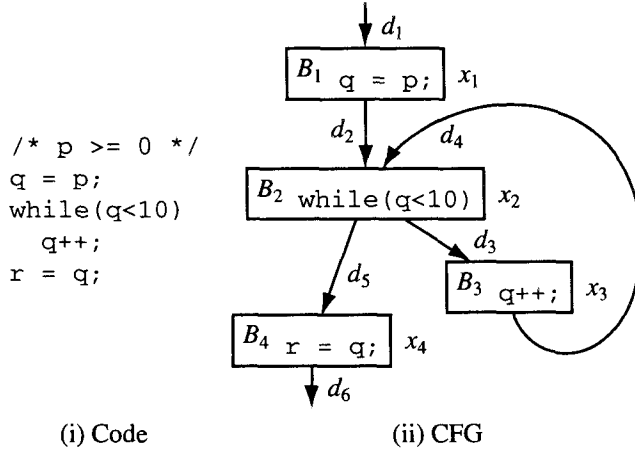 /* p >= 0 */
q = p;
while(q<10)
q++;
r = q;
(i) Code
d1
B1 q = p; x1
d2
d4
B2 while(q<10) x2
d3
d5
B3 q++; x3
B4 r = q; x4
d6
(ii) CFG